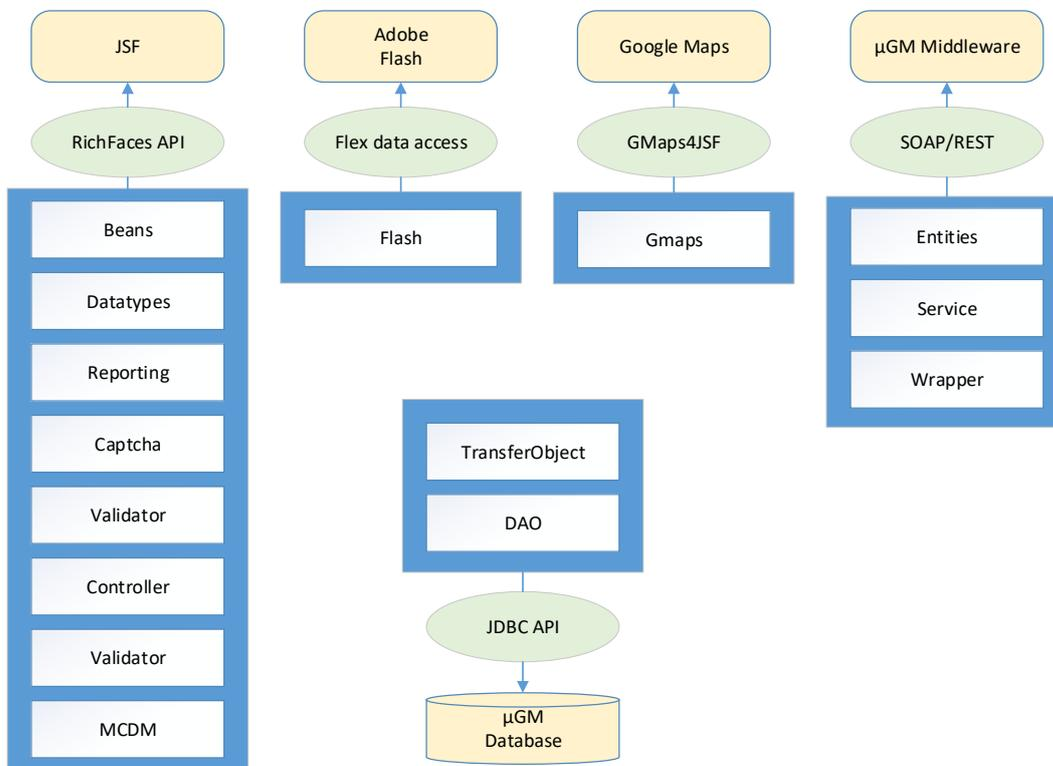 JSF
Adobe
Flash
Google Maps
µGM Middleware
RichFaces API
Flex data access
GMaps4JSF
SOAP/REST
Beans
Datatypes
Reporting
Captcha
Validator
Controller
Validator
MCDM
Flash
Gmaps
Entities
Service
Wrapper
TransferObject
DAO
JDBC API
µGM
Database